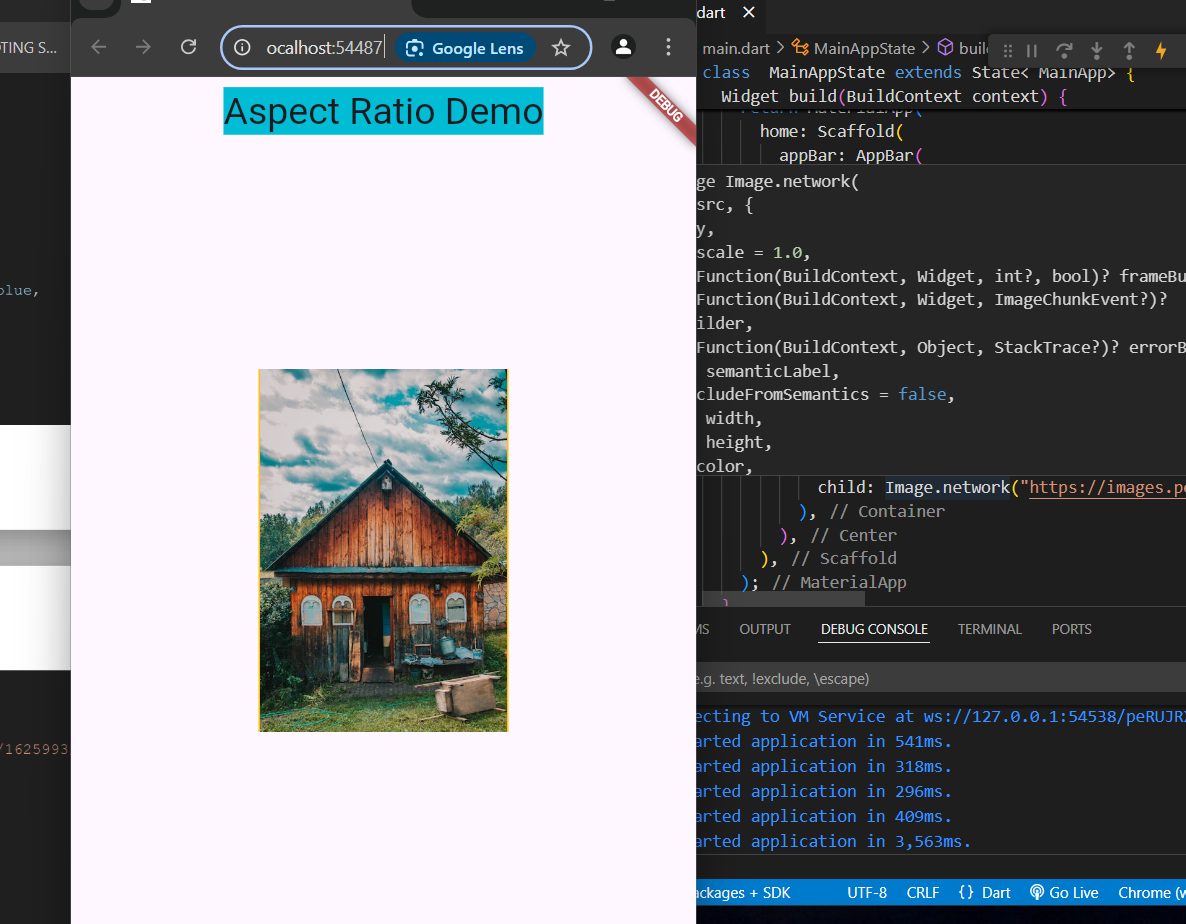 TING S...
blue,
/1625993
ocalhost:54487
Google Lens
Aspect Ratio Demo
DEBUG
dart
main.dart > MainAppState > build
class MainAppState extends State< MainApp> {
Widget build(BuildContext context) {
return MaterialApp(
home: Scaffold(
appBar: AppBar(
ge Image.network(
src, {
y,
scale = 1.0,
Function(BuildContext, Widget, int?, bool)? frameBu
Function(BuildContext, Widget, ImageChunkEvent?)?
ilder,
Function(BuildContext, Object, StackTrace?)? errorB
semanticLabel,
cludeFromSemantics = false,
width,
height,
color,
child: Image.network("https://images.pe
), // Container
), // Center
), // Scaffold
); // MaterialApp
}
MS OUTPUT DEBUG CONSOLE TERMINAL PORTS
e.g. text, !exclude, \escape)
ecting to VM Service at ws://127.0.0.1:54538/peRUJR
arted application in 541ms.
arted application in 318ms.
arted application in 296ms.
arted application in 409ms.
arted application in 3,563ms.
ackages + SDK UTF-8 CRLF {} Dart Go Live Chrome (w